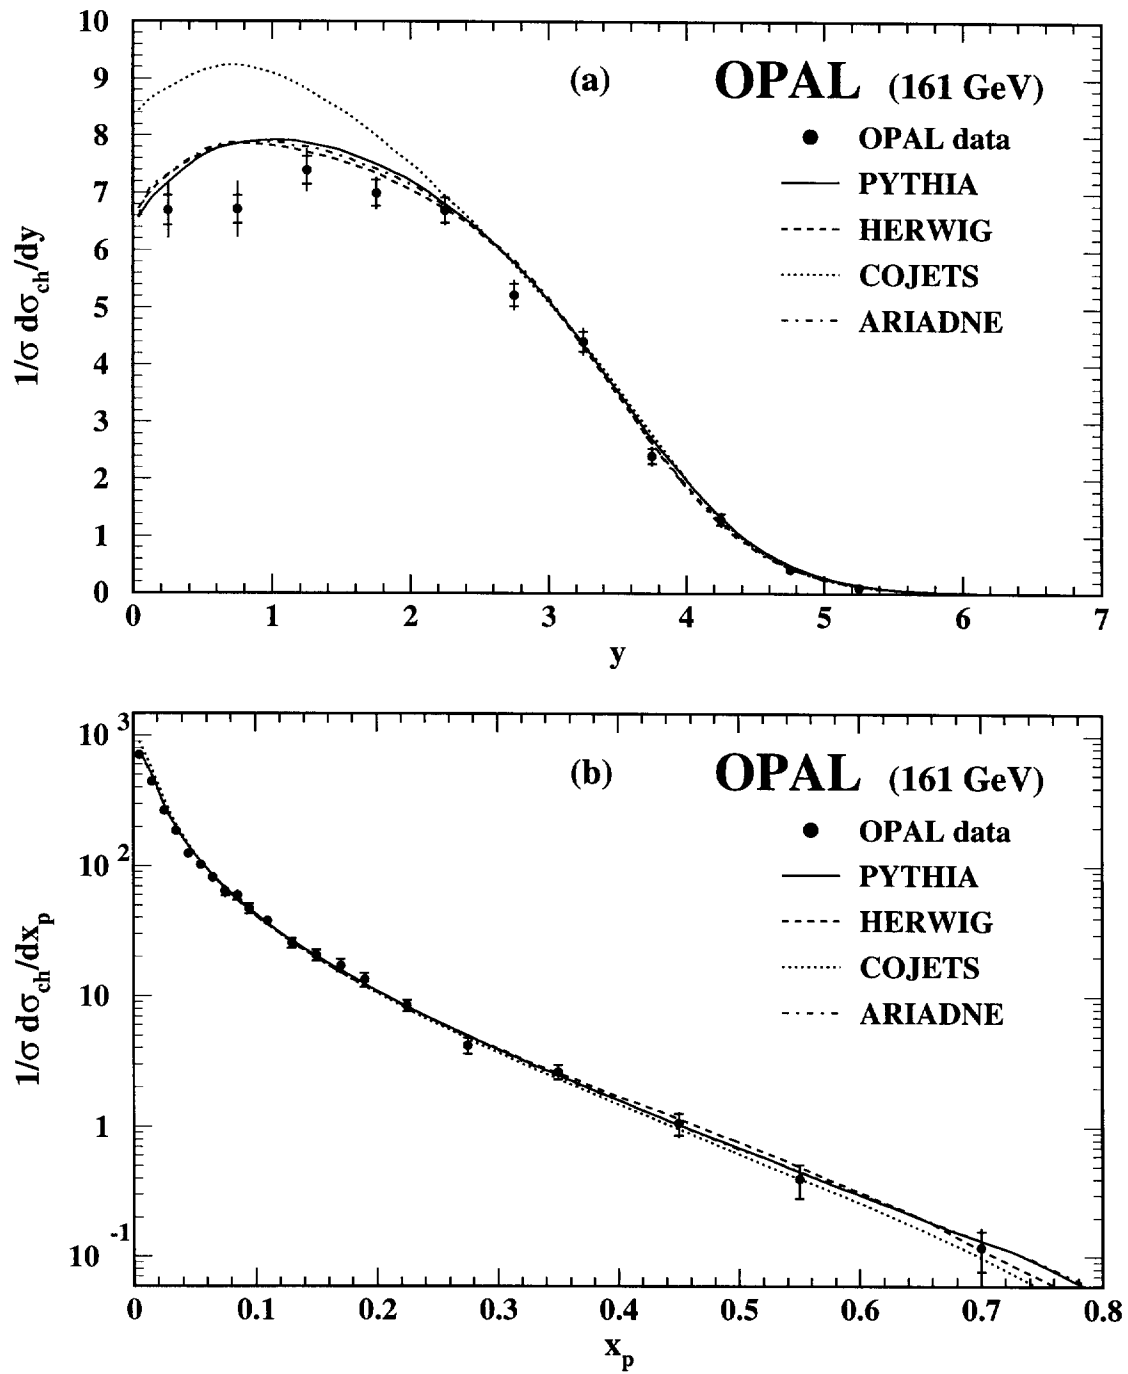 10
9
8
7
6
5
4
3
2
1
0
1/σ dσch/dy
(a)
OPAL (161 GeV)
OPAL data
PYTHIA
HERWIG
COJETS
ARIADNE
0 1 2 3 4 5 6 7
y
10 3
10 2
10
1
10 -1
1/σ dσch/dxp
(b)
OPAL (161 GeV)
OPAL data
PYTHIA
HERWIG
COJETS
ARIADNE
0 0.1 0.2 0.3 0.4 0.5 0.6 0.7 0.8
xp